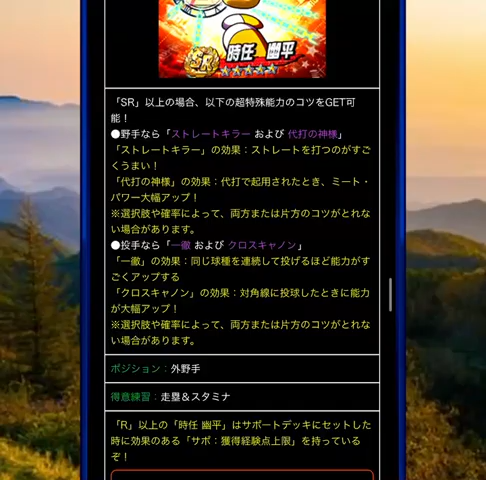 SR
時任 幽平
「SR」以上の場合、以下の超特殊能力のコツをGET可
能！
●野手なら「ストレートキラー および 代打の神様」
「ストレートキラー」の効果：ストレートを打つのがすご
くうまい！
「代打の神様」の効果：代打で起用されたとき、ミート・
パワー大幅アップ！
※選択肢や確率によって、両方または片方のコツがとれな
い場合があります。
●投手なら「一徹 および クロスキャノン」
「一徹」の効果：同じ球種を連続して投げるほど能力がす
ごくアップする
「クロスキャノン」の効果：対角線に投球したときに能力
が大幅アップ！
※選択肢や確率によって、両方または片方のコツがとれな
い場合があります。
ポジション：外野手
得意練習：走塁＆スタミナ
「R」以上の「時任 幽平」はサポートデッキにセットした
時に効果のある「サポ：獲得経験点上限」を持っている
ぞ！